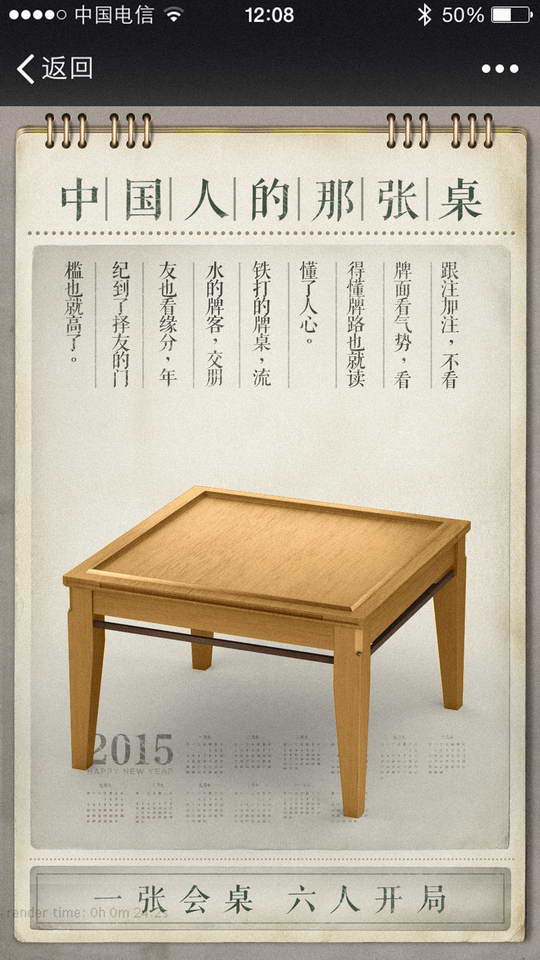 中国电信
12:08
50%
返回
中国人的那张桌
跟注加注，不看
牌面看气势，看
得懂牌路也就读
懂了人心。
铁打的牌桌，流
水的牌客，交朋
友也看缘分，年
纪到了择友的门
槛也就高了。
2015
HAPPY NEW YEAR
一张会桌 六人开局
render time: 0h 0m 24.2s